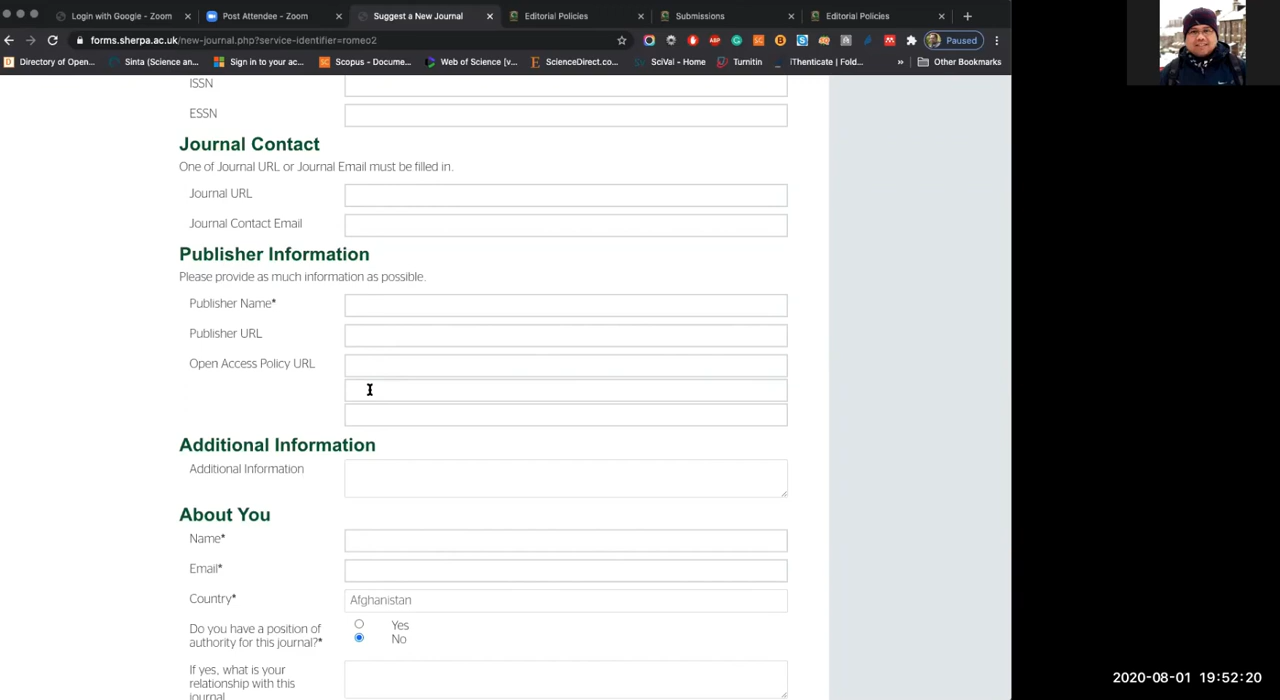 Login with Google - Zoom
Post Attendee - Zoom
Suggest a New Journal
Editorial Policies
Submissions
Editorial Policies
forms.sherpa.ac.uk/new-journal.php?service-identifier=romeo2
Paused
Directory of Open...
Sinta (Science an...
Sign in to your ac...
Scopus - Docume...
Web of Science [v...
ScienceDirect.co...
SciVal - Home
Turnitin
iThenticate | Fold...
Other Bookmarks
ISSN
ESSN
Journal Contact
One of Journal URL or Journal Email must be filled in.
Journal URL
Journal Contact Email
Publisher Information
Please provide as much information as possible.
Publisher Name*
Publisher URL
Open Access Policy URL
Additional Information
Additional Information
About You
Name*
Email*
Country*
Afghanistan
Do you have a position of
authority for this journal?*
Yes
No
If yes, what is your
relationship with this
journal
2020-08-01 19:52:20